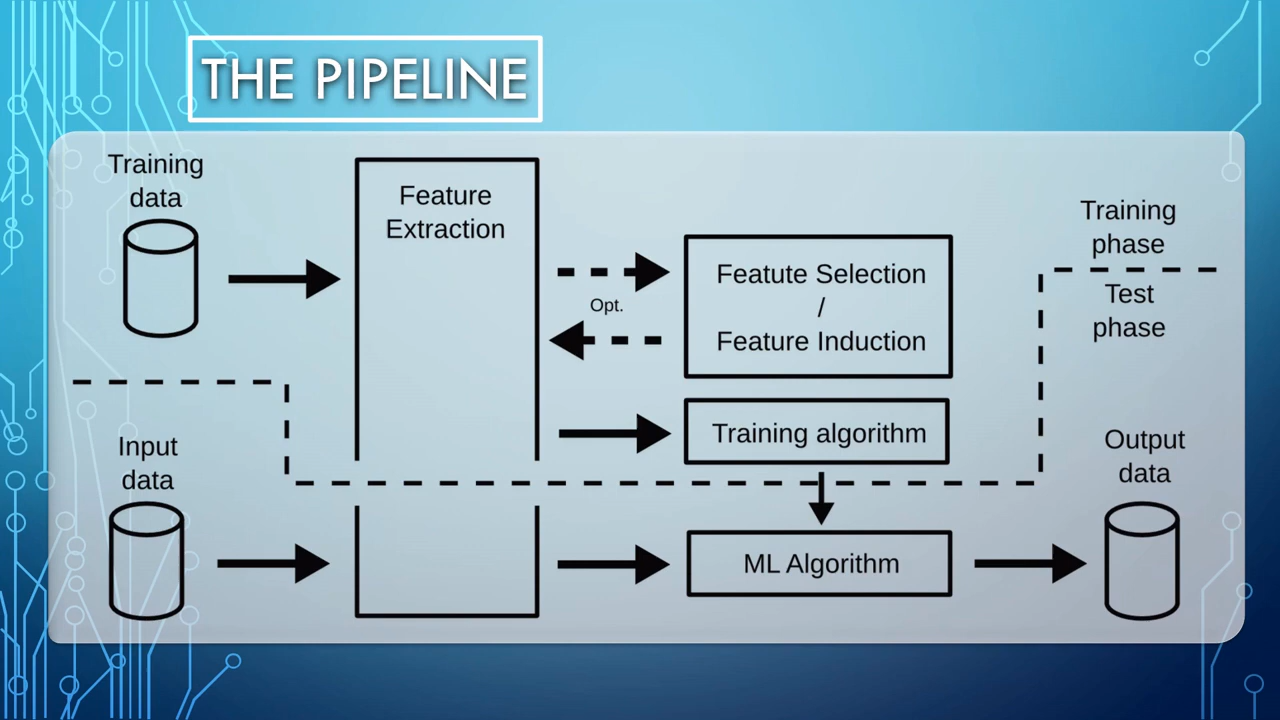 THE PIPELINE
Training
data
Feature
Extraction
Opt.
Featute Selection
/
Feature Induction
Training algorithm
Training
phase
Test
phase
Input
data
ML Algorithm
Output
data